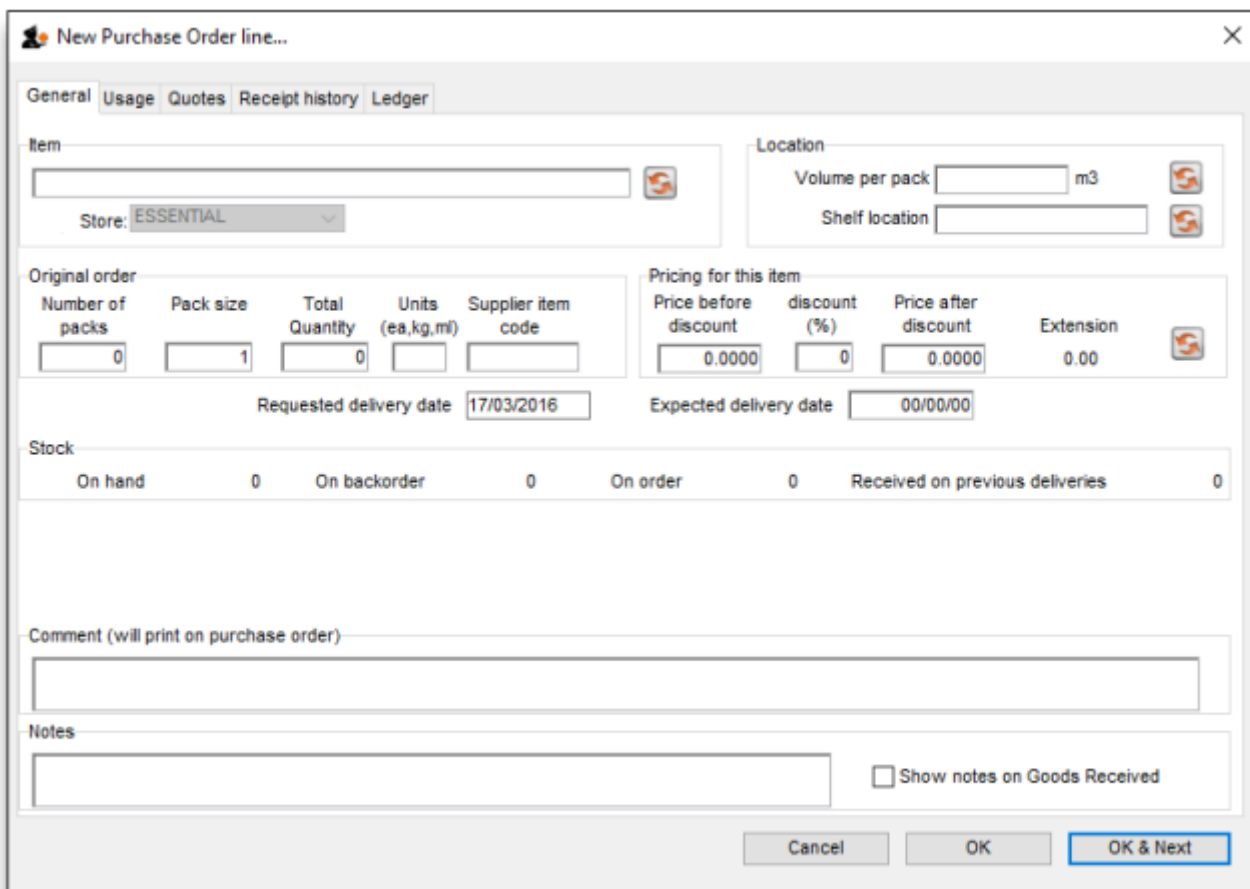 New Purchase Order line...
General Usage Quotes Receipt history Ledger
Item
Store: ESSENTIAL
Location
Volume per pack m3
Shelf location
Original order
Number of packs
Pack size
Total Quantity
Units (ea,kg,ml)
Supplier item code
0 1 0
Pricing for this item
Price before discount
discount (%)
Price after discount
Extension
0.0000 0 0.0000 0.00
Requested delivery date 17/03/2016 Expected delivery date 00/00/00
Stock
On hand 0 On backorder 0 On order 0 Received on previous deliveries 0
Comment (will print on purchase order)
Notes
Show notes on Goods Received
Cancel OK OK & Next